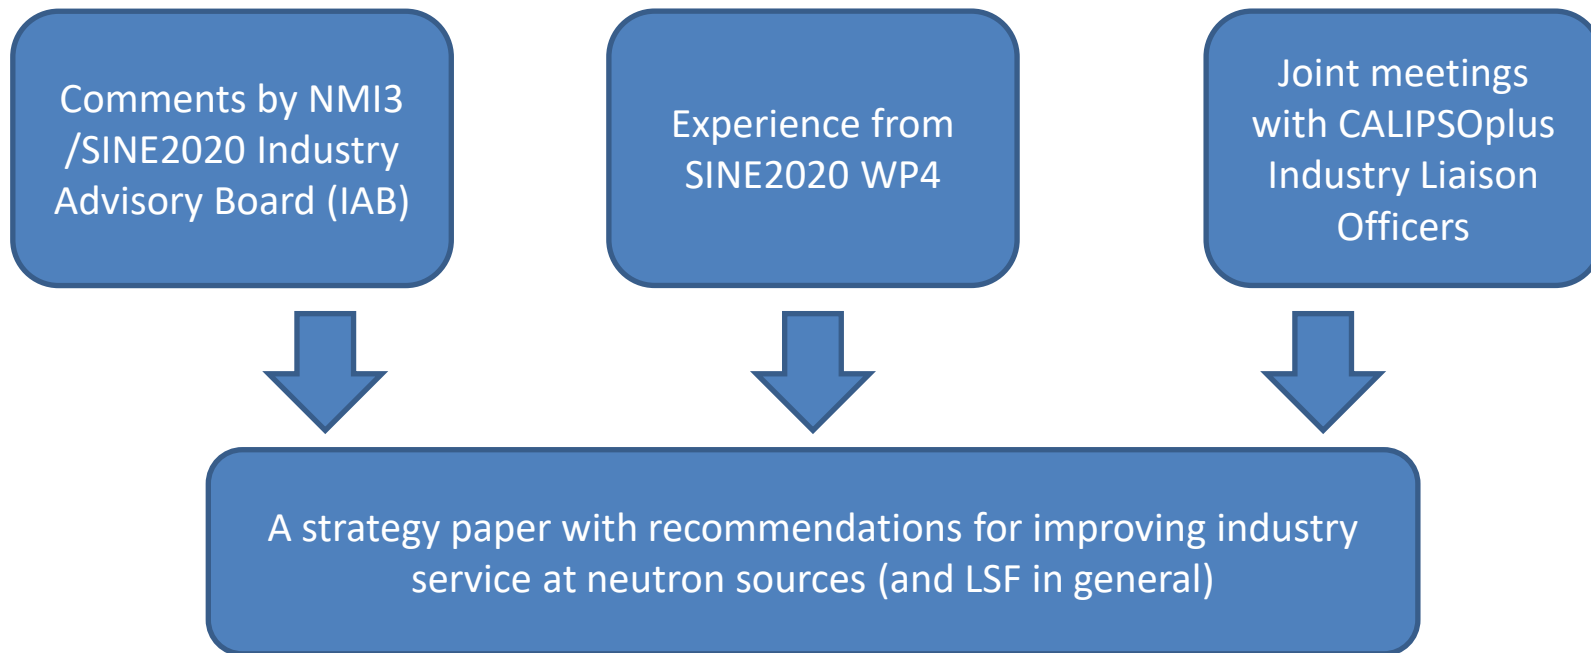 Comments by NMI3
/SINE2020 Industry
Advisory Board (IAB)
Experience from
SINE2020 WP4
Joint meetings
with CALIPSOplus
Industry Liaison
Officers
A strategy paper with recommendations for improving industry
service at neutron sources (and LSF in general)